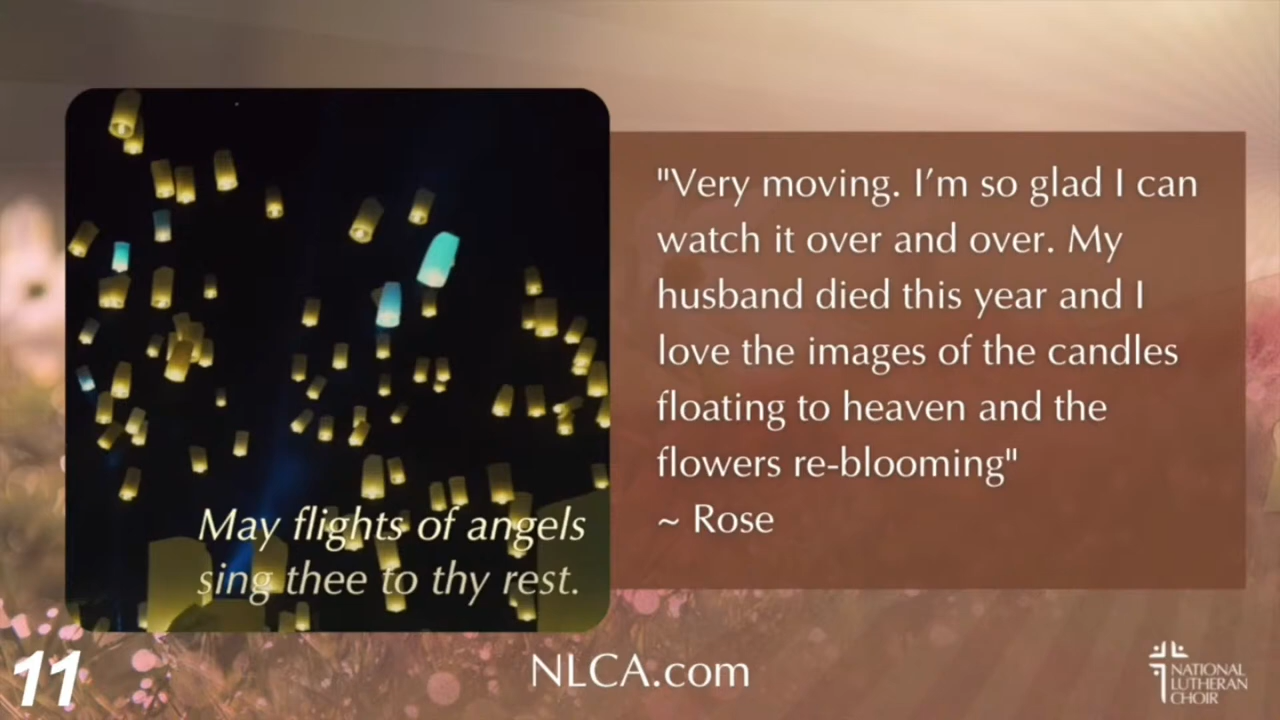 "Very moving. I’m so glad I can
watch it over and over. My
husband died this year and I
love the images of the candles
floating to heaven and the
flowers re-blooming"
~ Rose
May flights of angels
sing thee to thy rest.
11
NLCA.com
NATIONAL
LUTHERAN
CHOIR